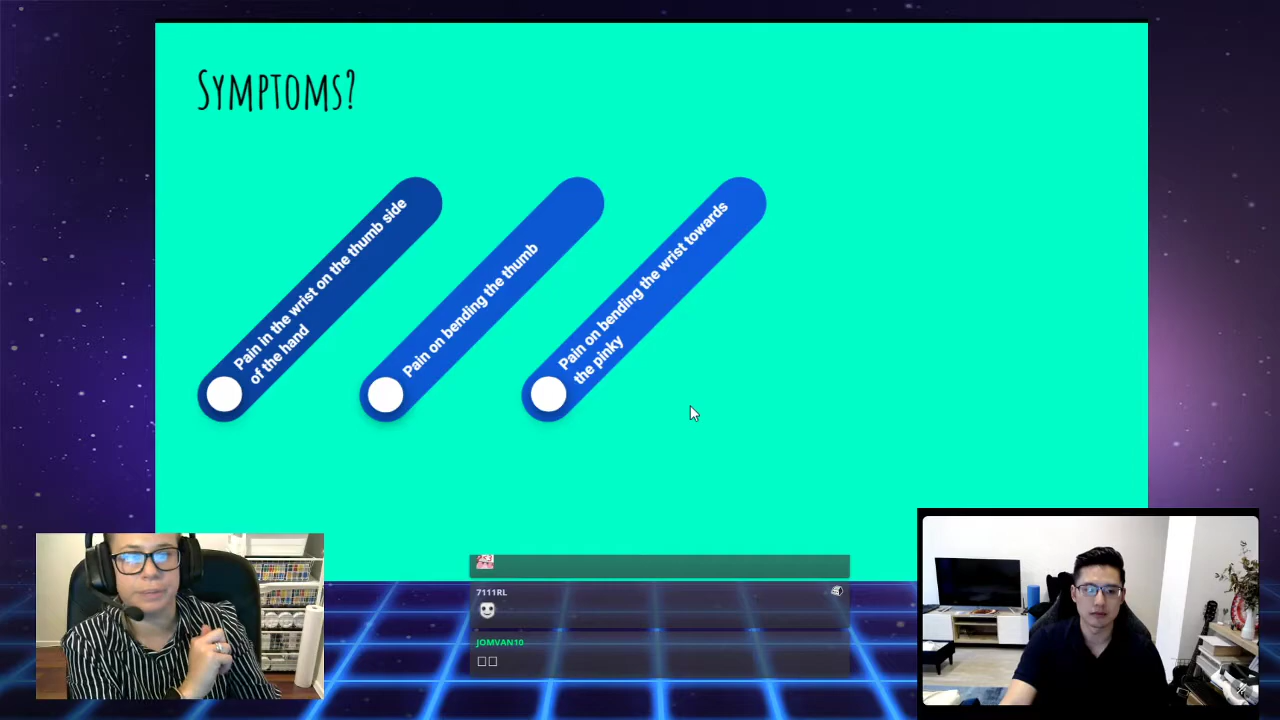 Symptoms?
Pain in the wrist on the thumb side
of the hand
Pain on bending the thumb
Pain on bending the wrist towards
the pinky
7111RL
JOMVAN10